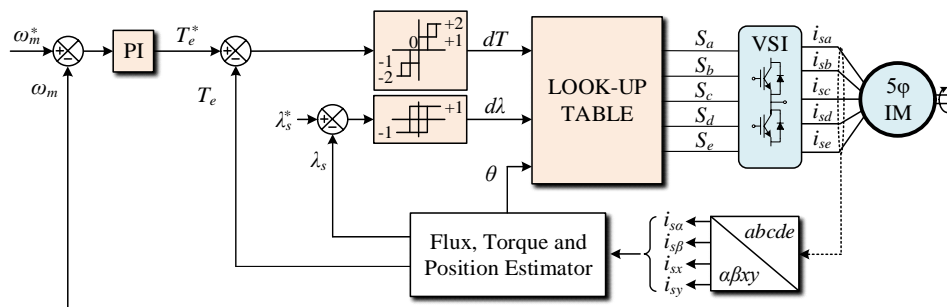 ω*m
PI
T*e
0
+2
+1
-1
-2
dT
ωm
Te
λ*s
+1
-1
dλ
λs
θ
LOOK-UP
TABLE
Sa
Sb
Sc
Sd
Se
VSI
isa
isb
isc
isd
ise
5φ
IM
Flux, Torque and
Position Estimator
isα
isβ
isx
isy
abcde
αβxy